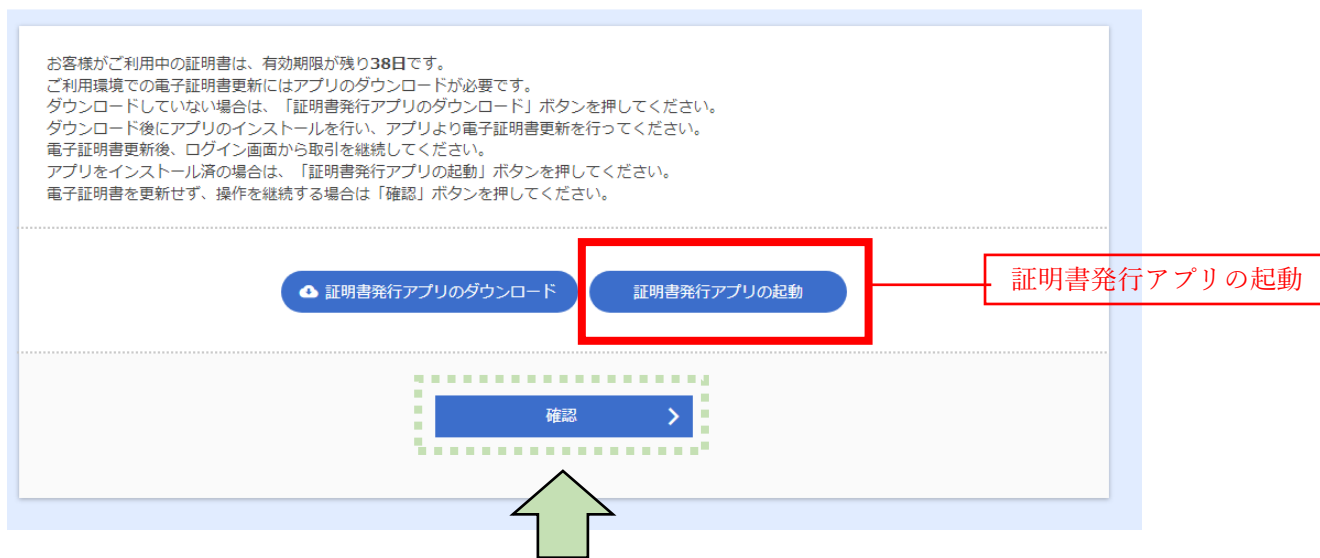 お客様がご利用中の証明書は、有効期限が残り38日です。
ご利用環境での電子証明書更新にはアプリのダウンロードが必要です。
ダウンロードしていない場合は、「証明書発行アプリのダウンロード」ボタンを押してください。
ダウンロード後にアプリのインストールを行い、アプリより電子証明書更新を行ってください。
電子証明書更新後、ログイン画面から取引を継続してください。
アプリをインストール済の場合は、「証明書発行アプリの起動」ボタンを押してください。
電子証明書を更新せず、操作を継続する場合は「確認」ボタンを押してください。
証明書発行アプリのダウンロード
証明書発行アプリの起動
証明書発行アプリの起動
確認